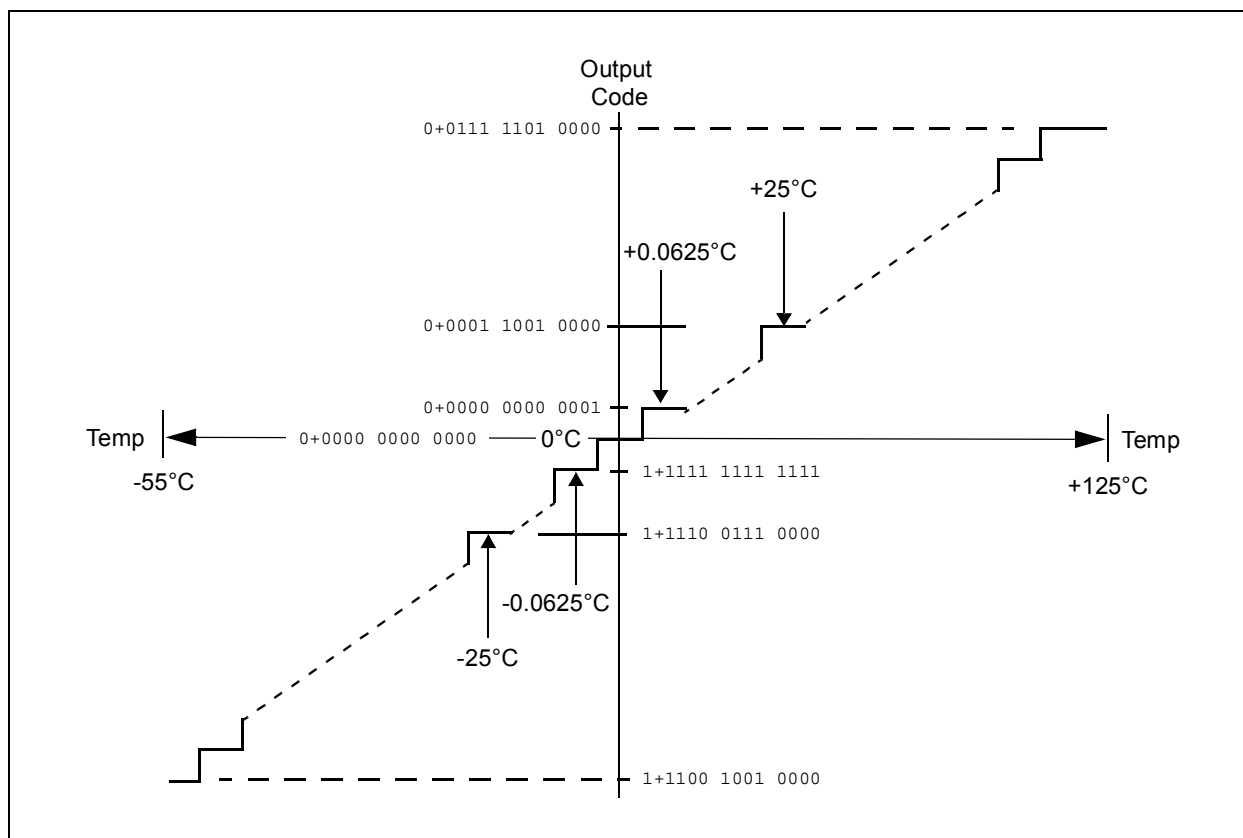 Output
Code
0+0111 1101 0000
+25°C
+0.0625°C
0+0001 1001 0000
0+0000 0000 0001
Temp
0+0000 0000 0000
0°C
Temp
-55°C
1+1111 1111 1111
+125°C
1+1110 0111 0000
-0.0625°C
-25°C
1+1100 1001 0000